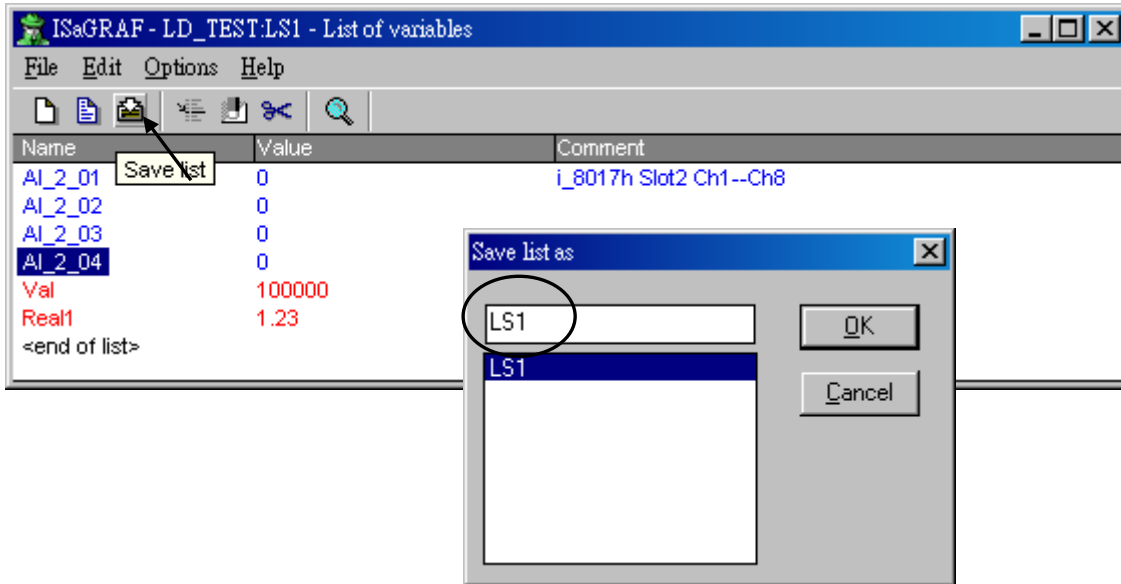 ISaGRAF - LD_TEST:LS1 - List of variables
File Edit Options Help
Name Value Comment
Save list
AI_2_01 0 i_8017h Slot2 Ch1--Ch8
AI_2_02 0
AI_2_03 0
AI_2_04 0
Val 100000
Real1 1.23
<end of list>
Save list as
LS1
OK
LS1
Cancel